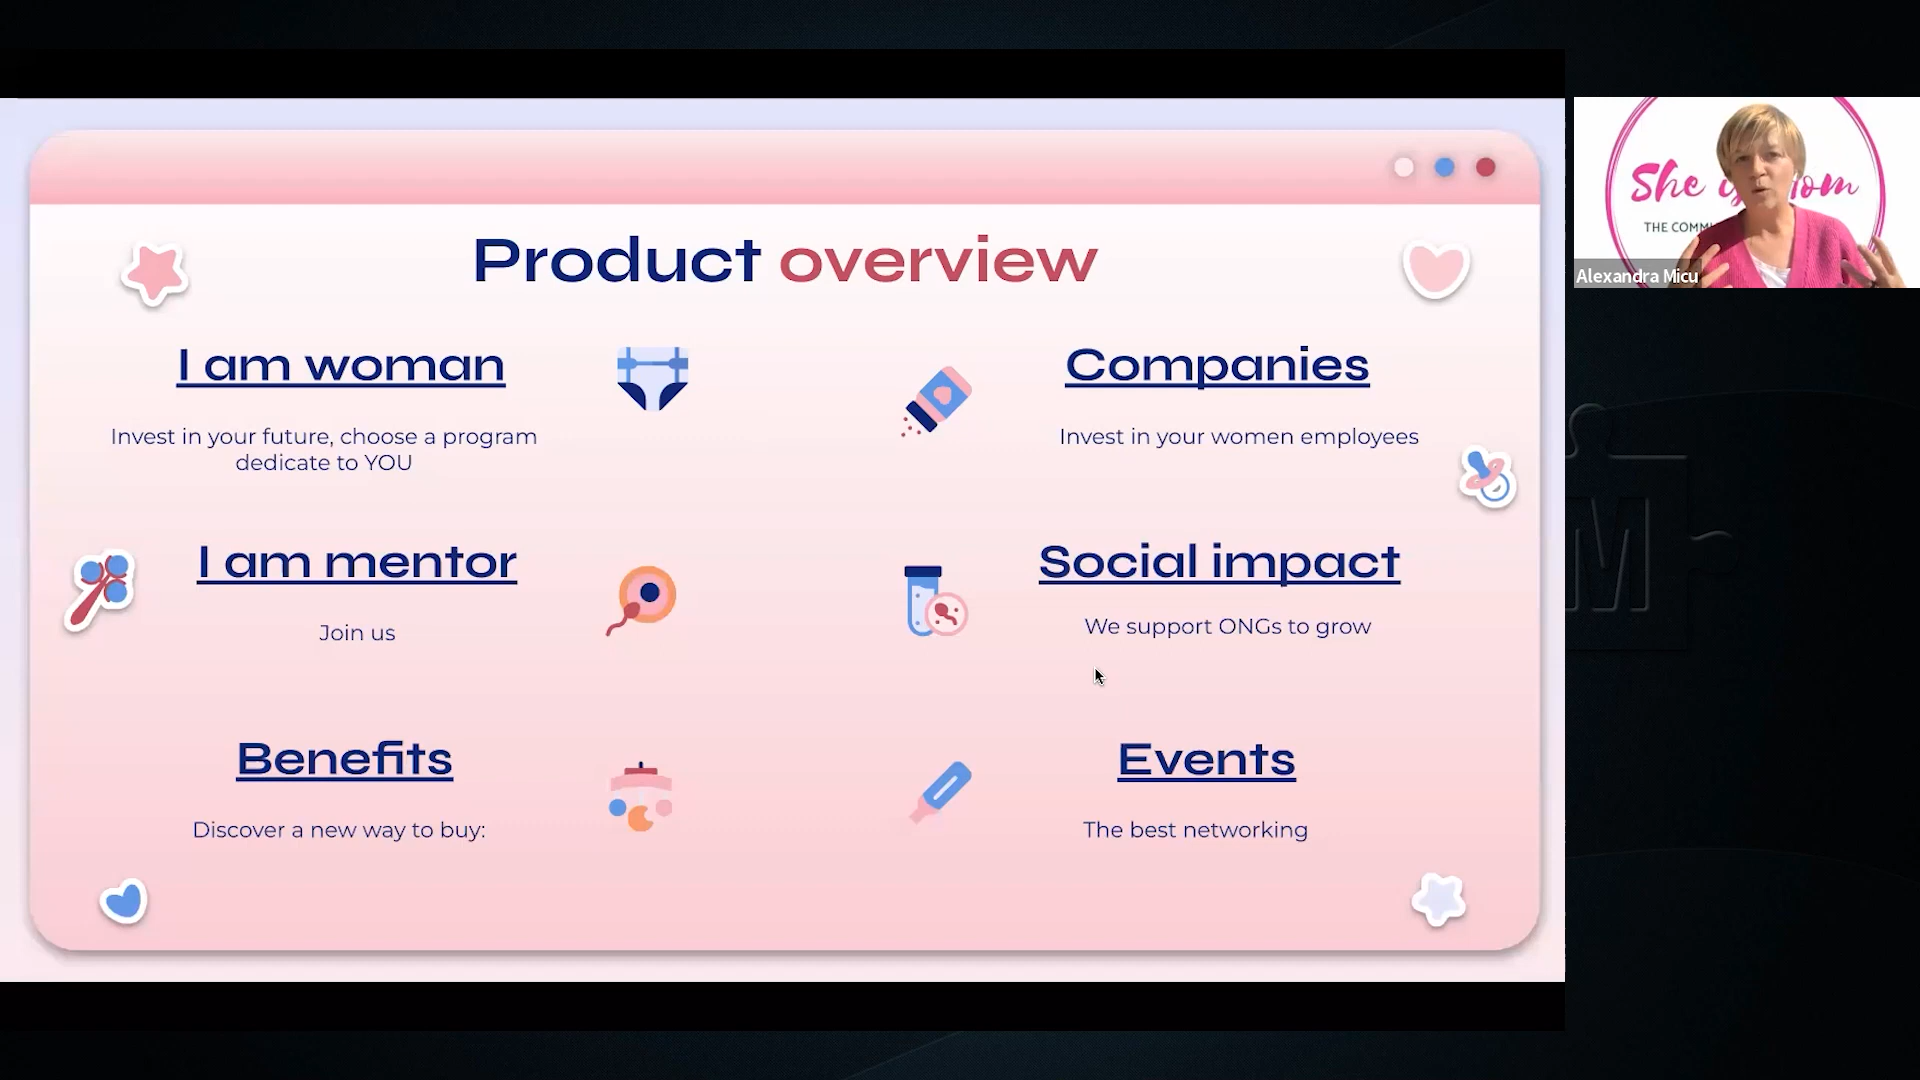 Product overview
I am woman
Invest in your future, choose a program
dedicate to YOU
Companies
Invest in your women employees
I am mentor
Join us
Social impact
We support ONGs to grow
Benefits
Discover a new way to buy:
Events
The best networking
She
THE
Alexandra Micu
M